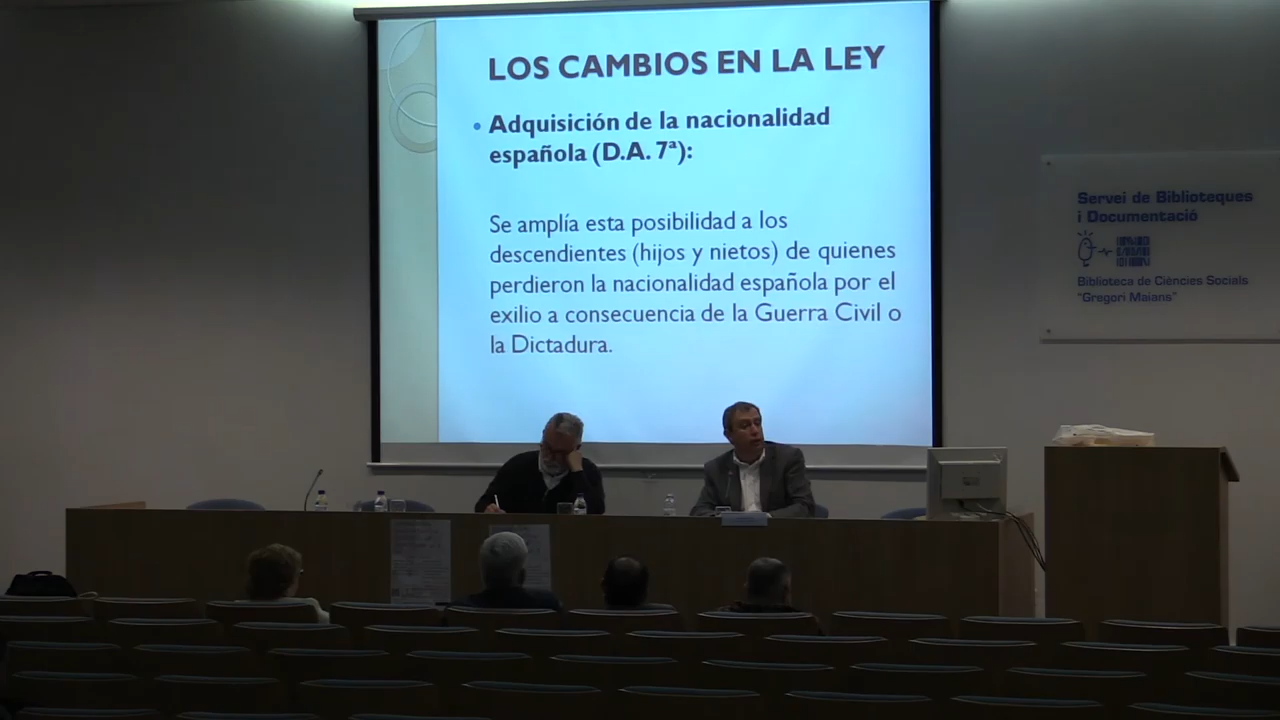 LOS CAMBIOS EN LA LEY
• Adquisición de la nacionalidad
española (D.A. 7ª):
Se amplía esta posibilidad a los
descendientes (hijos y nietos) de quienes
perdieron la nacionalidad española por el
exilio a consecuencia de la Guerra Civil o
la Dictadura.
Servei de Biblioteques
i Documentació
Biblioteca de Ciències Socials
"Gregori Maians"